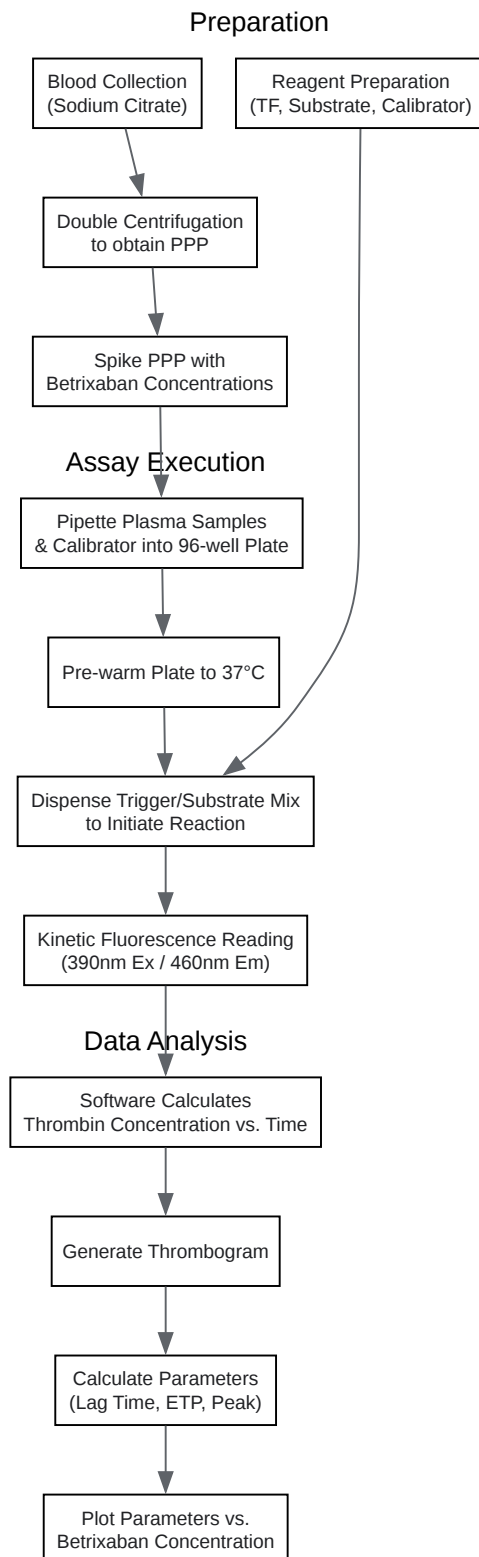 Preparation
Blood Collection
(Sodium Citrate)
Reagent Preparation
(TF, Substrate, Calibrator)
Double Centrifugation
to obtain PPP
Spike PPP with
Betrixaban Concentrations
Assay Execution
Pipette Plasma Samples
& Calibrator into 96-well Plate
Pre-warm Plate to 37°C
Dispense Trigger/Substrate Mix
to Initiate Reaction
Kinetic Fluorescence Reading
(390nm Ex / 460nm Em)
Data Analysis
Software Calculates
Thrombin Concentration vs. Time
Generate Thrombogram
Calculate Parameters
(Lag Time, ETP, Peak)
Plot Parameters vs.
Betrixaban Concentration